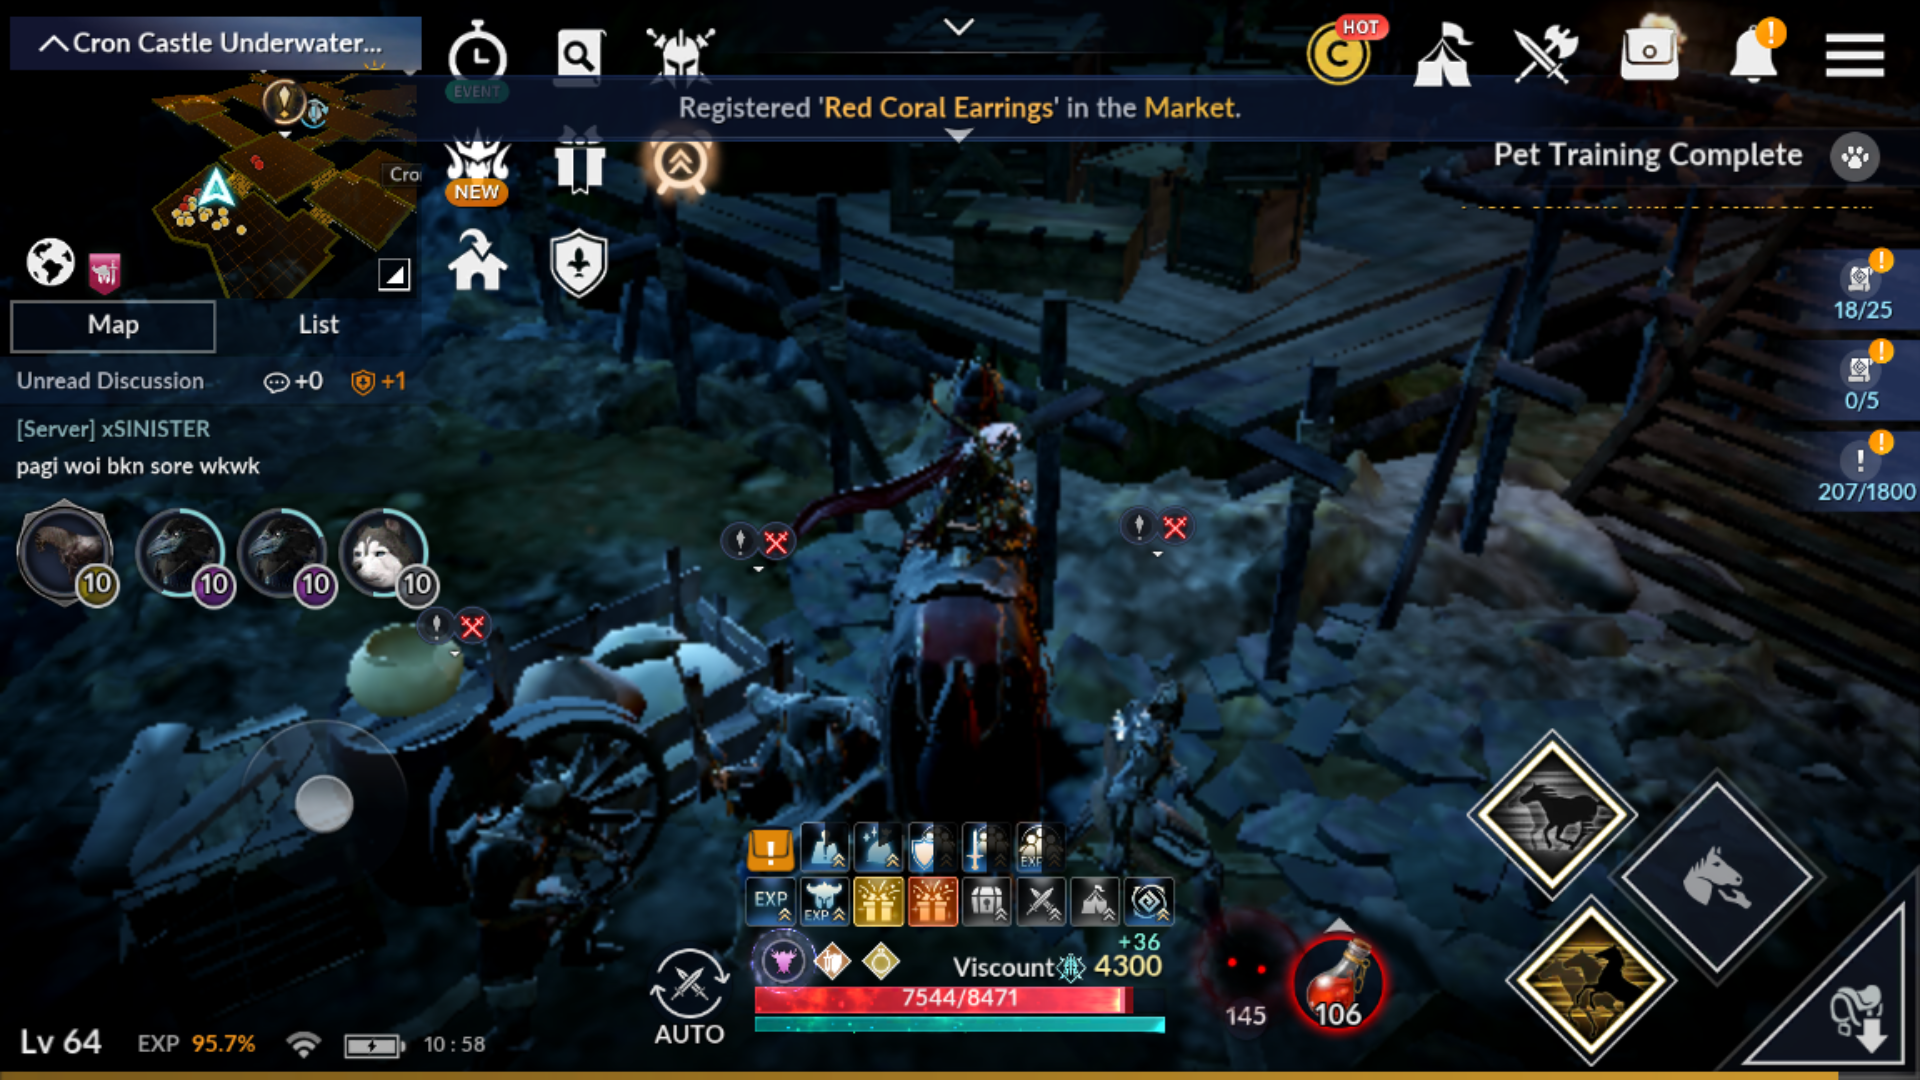 Cron Castle Underwater...
EVENT
HOT
Registered 'Red Coral Earrings' in the Market.
Pet Training Complete
NEW
Cro
Map
List
Unread Discussion
+0
+1
[Server] xSINISTER
pagi woi bkn sore wkwk
10
10
10
10
18/25
0/5
207/1800
EXP
EXP
EXP
+36
Viscount
4300
7544/8471
AUTO
145
106
Lv 64
EXP 95.7%
10 : 58